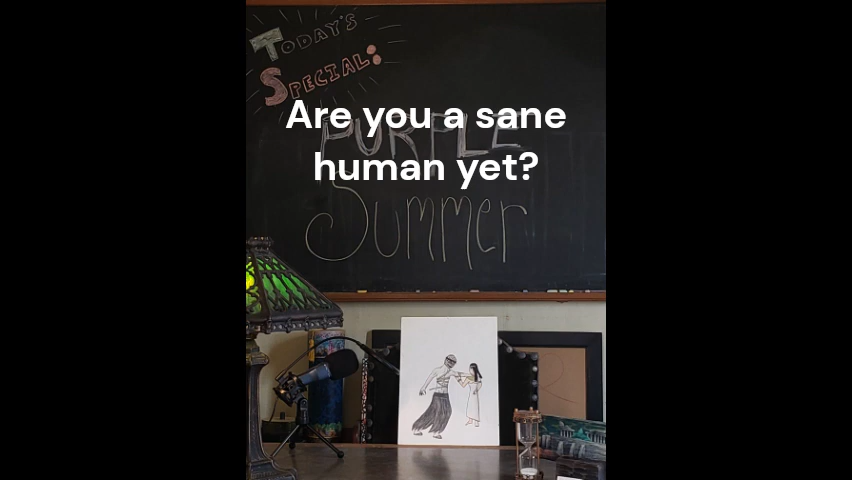 TODAY'S
SPECIAL:
Are you a sane
PURPLE
human yet?
Summer